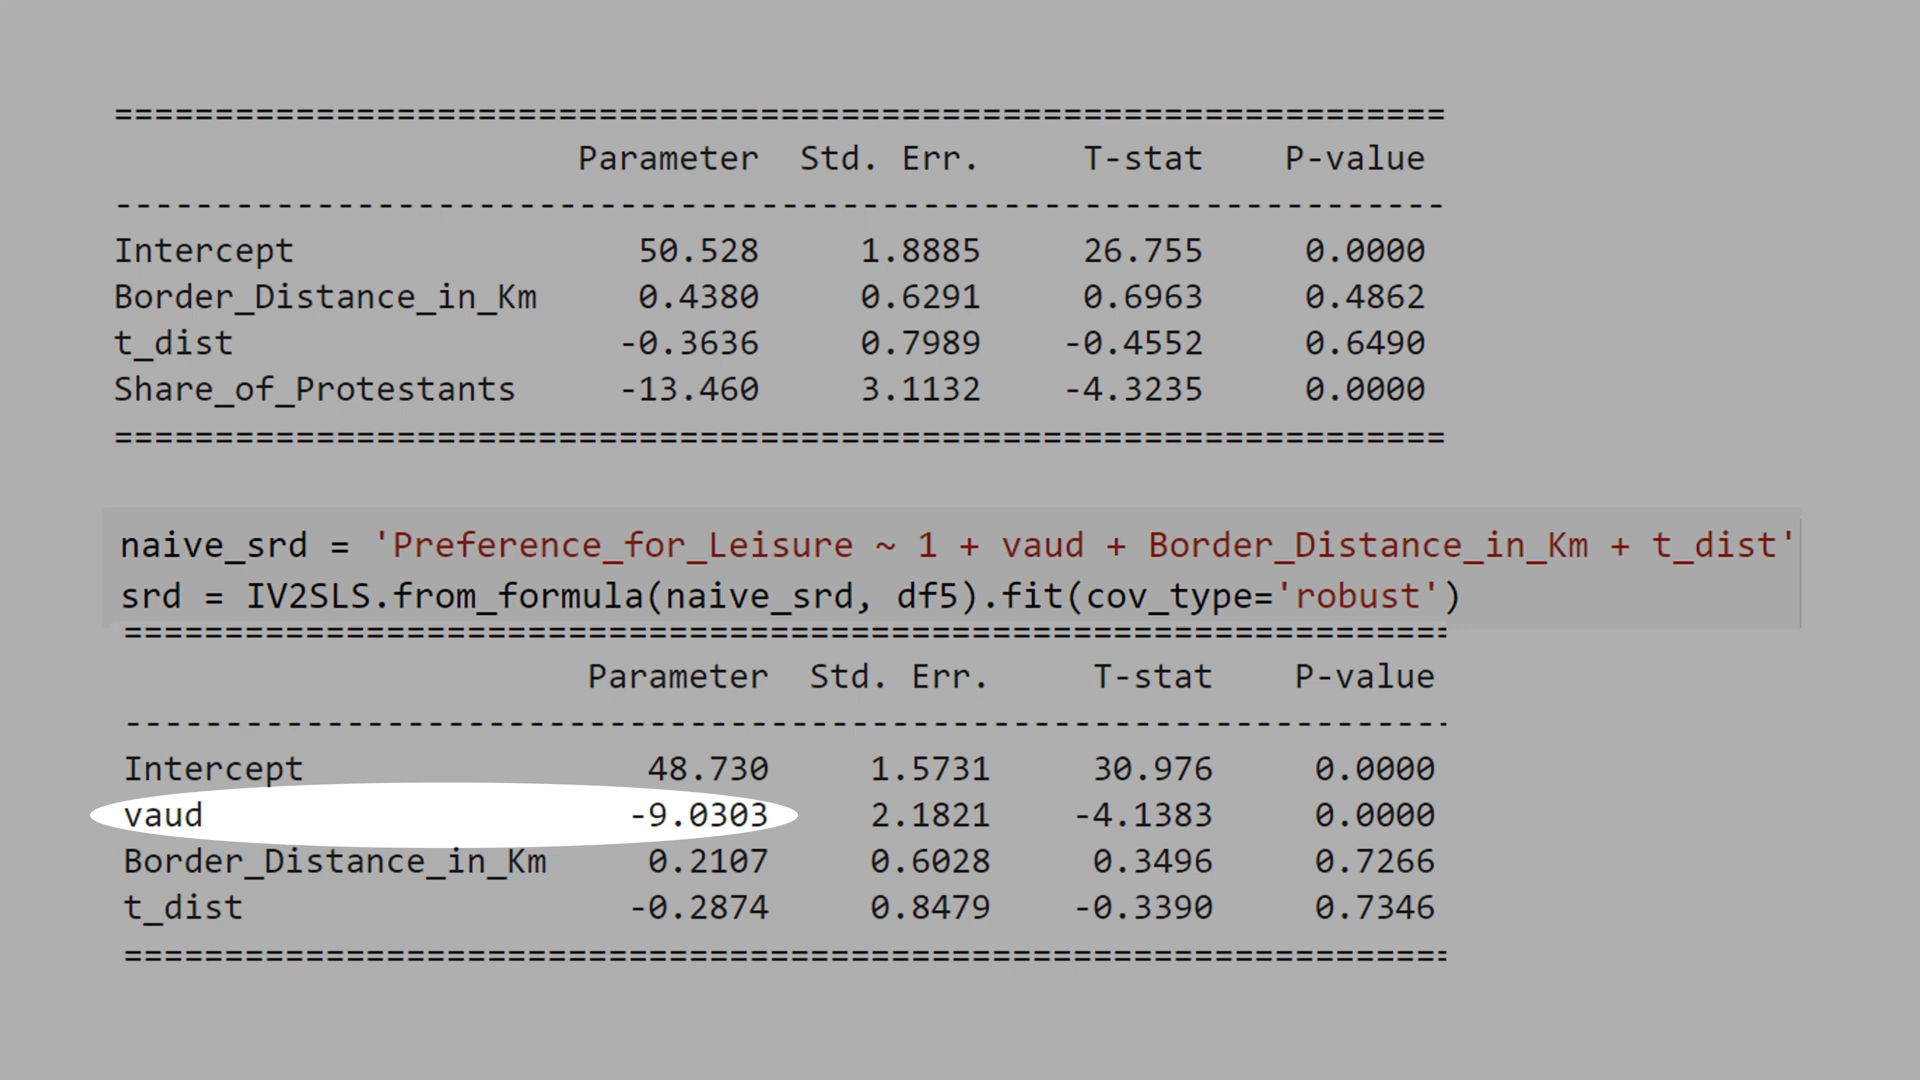 ==================================================================
Parameter Std. Err. T-stat P-value
------------------------------------------------------------------
Intercept 50.528 1.8885 26.755 0.0000
Border_Distance_in_Km 0.4380 0.6291 0.6963 0.4862
t_dist -0.3636 0.7989 -0.4552 0.6490
Share_of_Protestants -13.460 3.1132 -4.3235 0.0000
==================================================================
naive_srd = 'Preference_for_Leisure ~ 1 + vaud + Border_Distance_in_Km + t_dist'
srd = IV2SLS.from_formula(naive_srd, df5).fit(cov_type='robust')
==================================================================
Parameter Std. Err. T-stat P-value
------------------------------------------------------------------
Intercept 48.730 1.5731 30.976 0.0000
vaud -9.0303 2.1821 -4.1383 0.0000
Border_Distance_in_Km 0.2107 0.6028 0.3496 0.7266
t_dist -0.2874 0.8479 -0.3390 0.7346
==================================================================